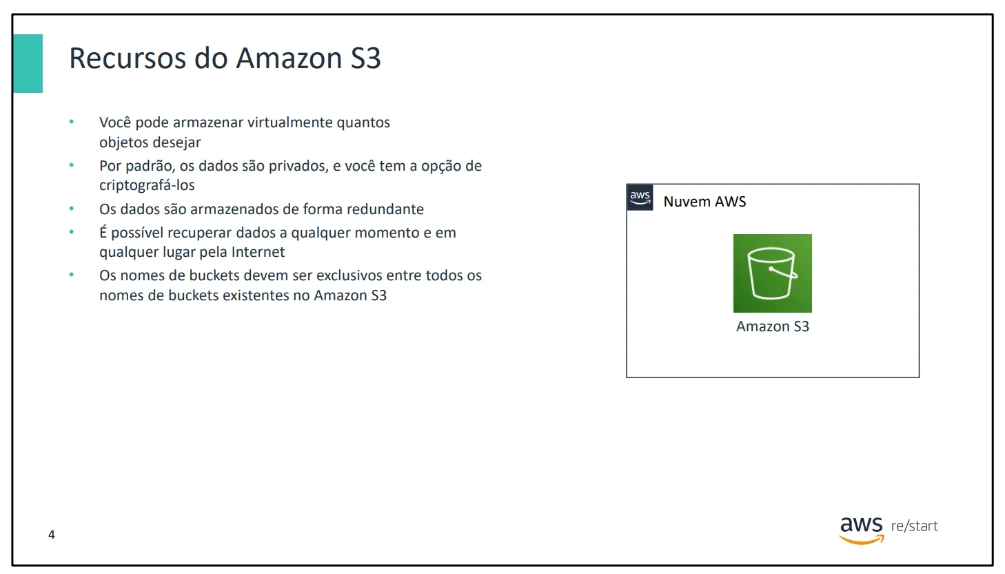 Recursos do Amazon S3
• Você pode armazenar virtualmente quantos
objetos desejar
• Por padrão, os dados são privados, e você tem a opção de
criptografá-los
• Os dados são armazenados de forma redundante
• É possível recuperar dados a qualquer momento e em
qualquer lugar pela Internet
• Os nomes de buckets devem ser exclusivos entre todos os
nomes de buckets existentes no Amazon S3
aws Nuvem AWS
Amazon S3
4
aws re/start